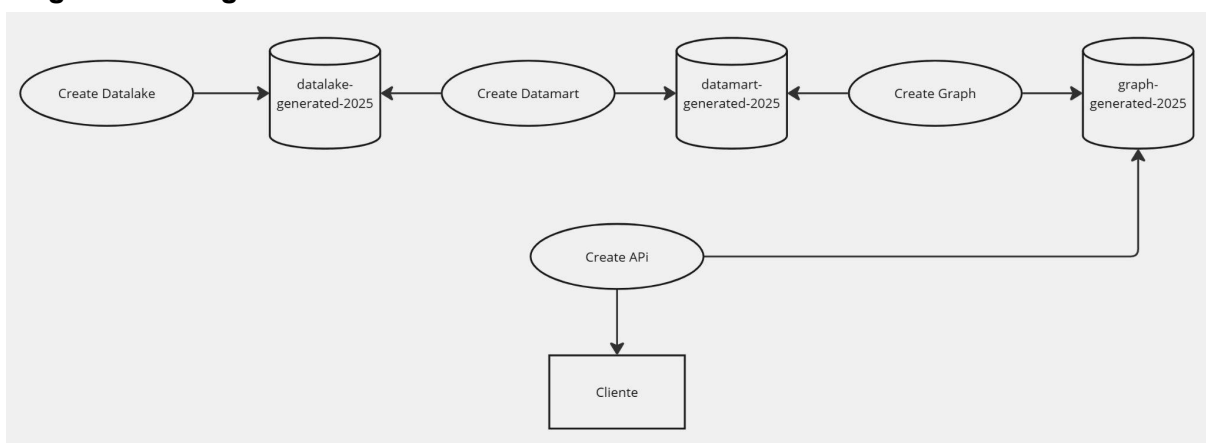 Create Datalake
datalake-
generated-2025
Create Datamart
datamart-
generated-2025
Create Graph
graph-
generated-2025
Create APi
Cliente